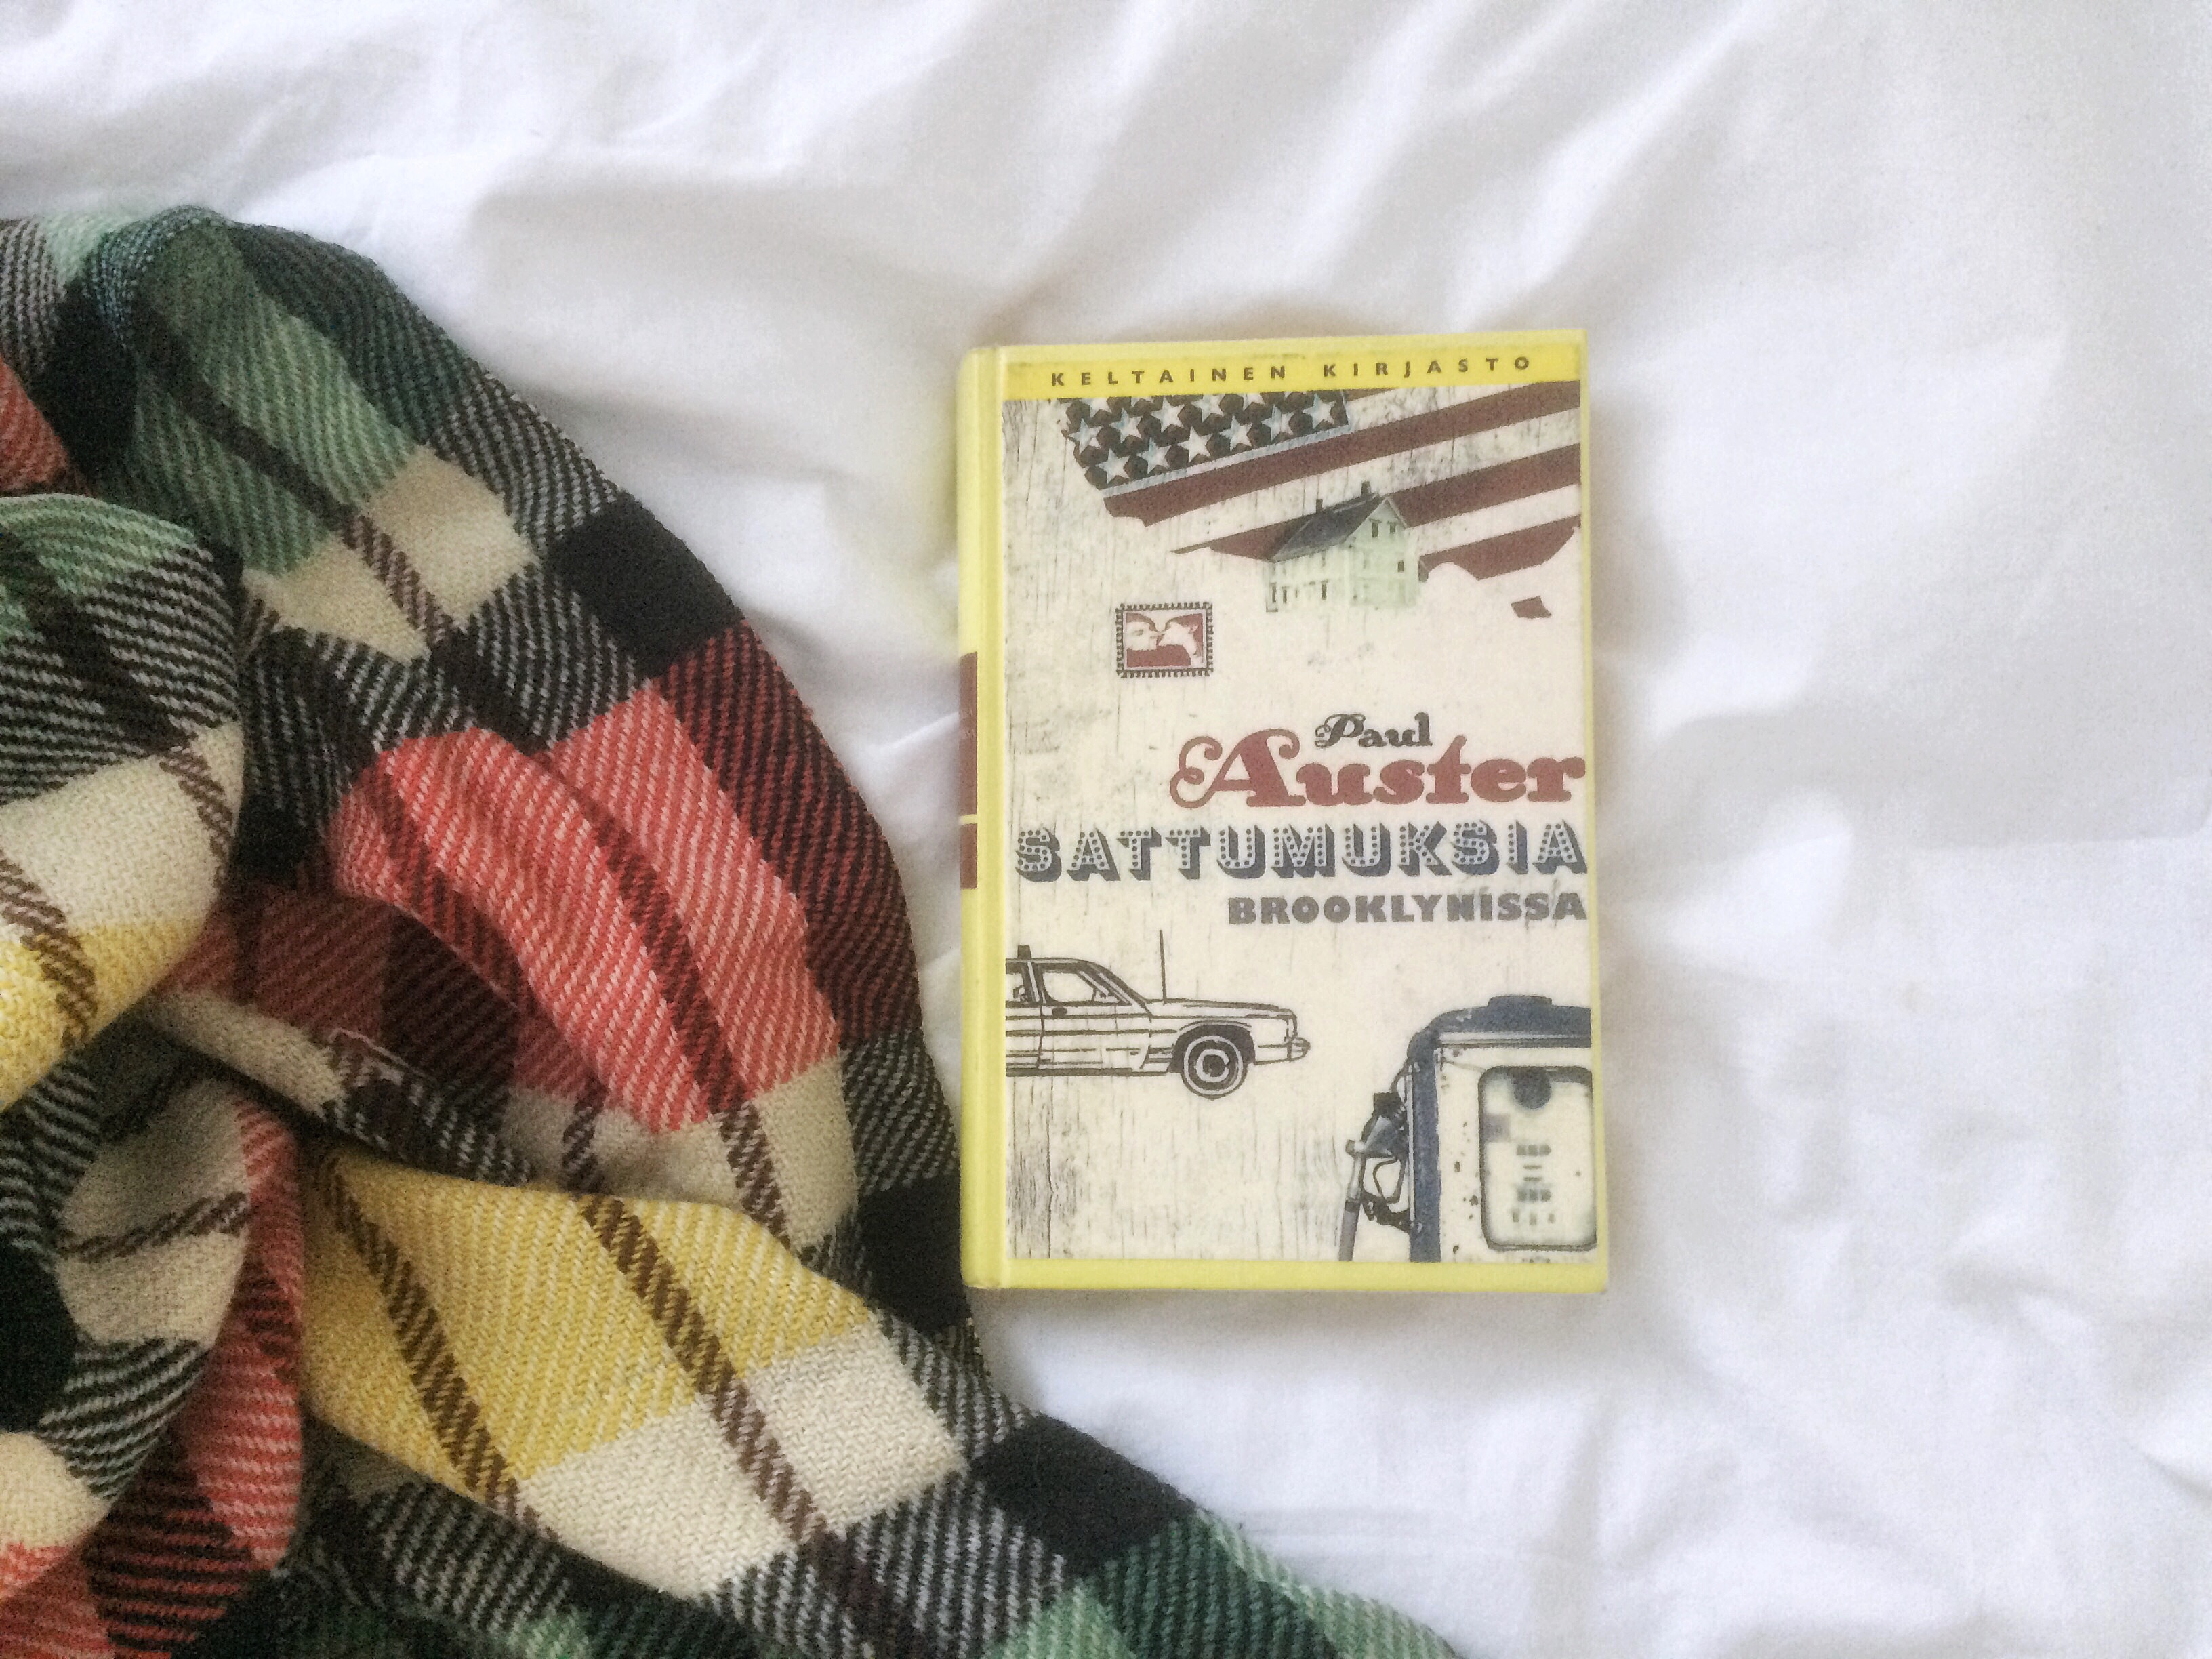 KELTAINEN KIRJASTO
Paul
Auster
SATTUMUKSIA
BROOKLYNISSA